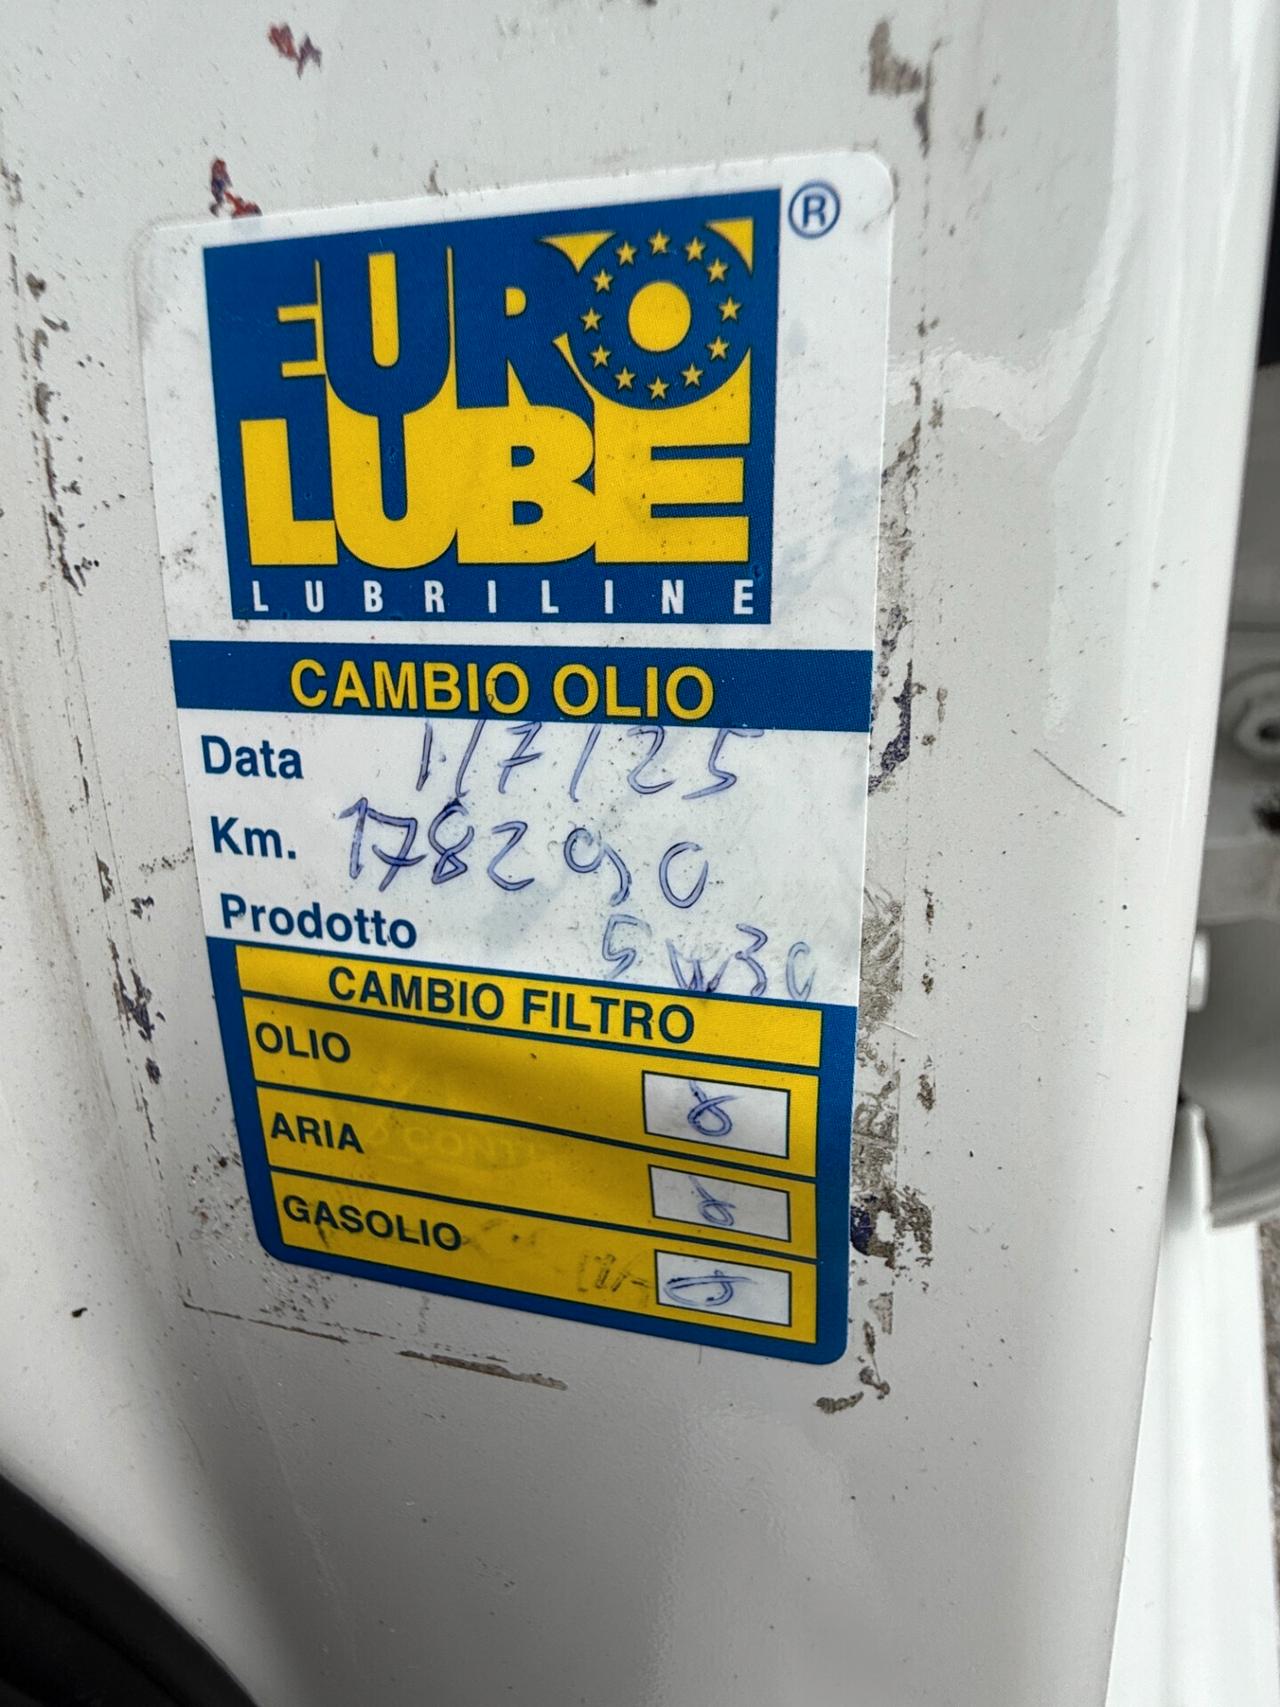 EURO
LUBE
®
LUBRILINE
CAMBIO OLIO
Data 1/7/25
Km. 178290
Prodotto 5W30
CAMBIO FILTRO
OLIO
ARIA
GASOLIO